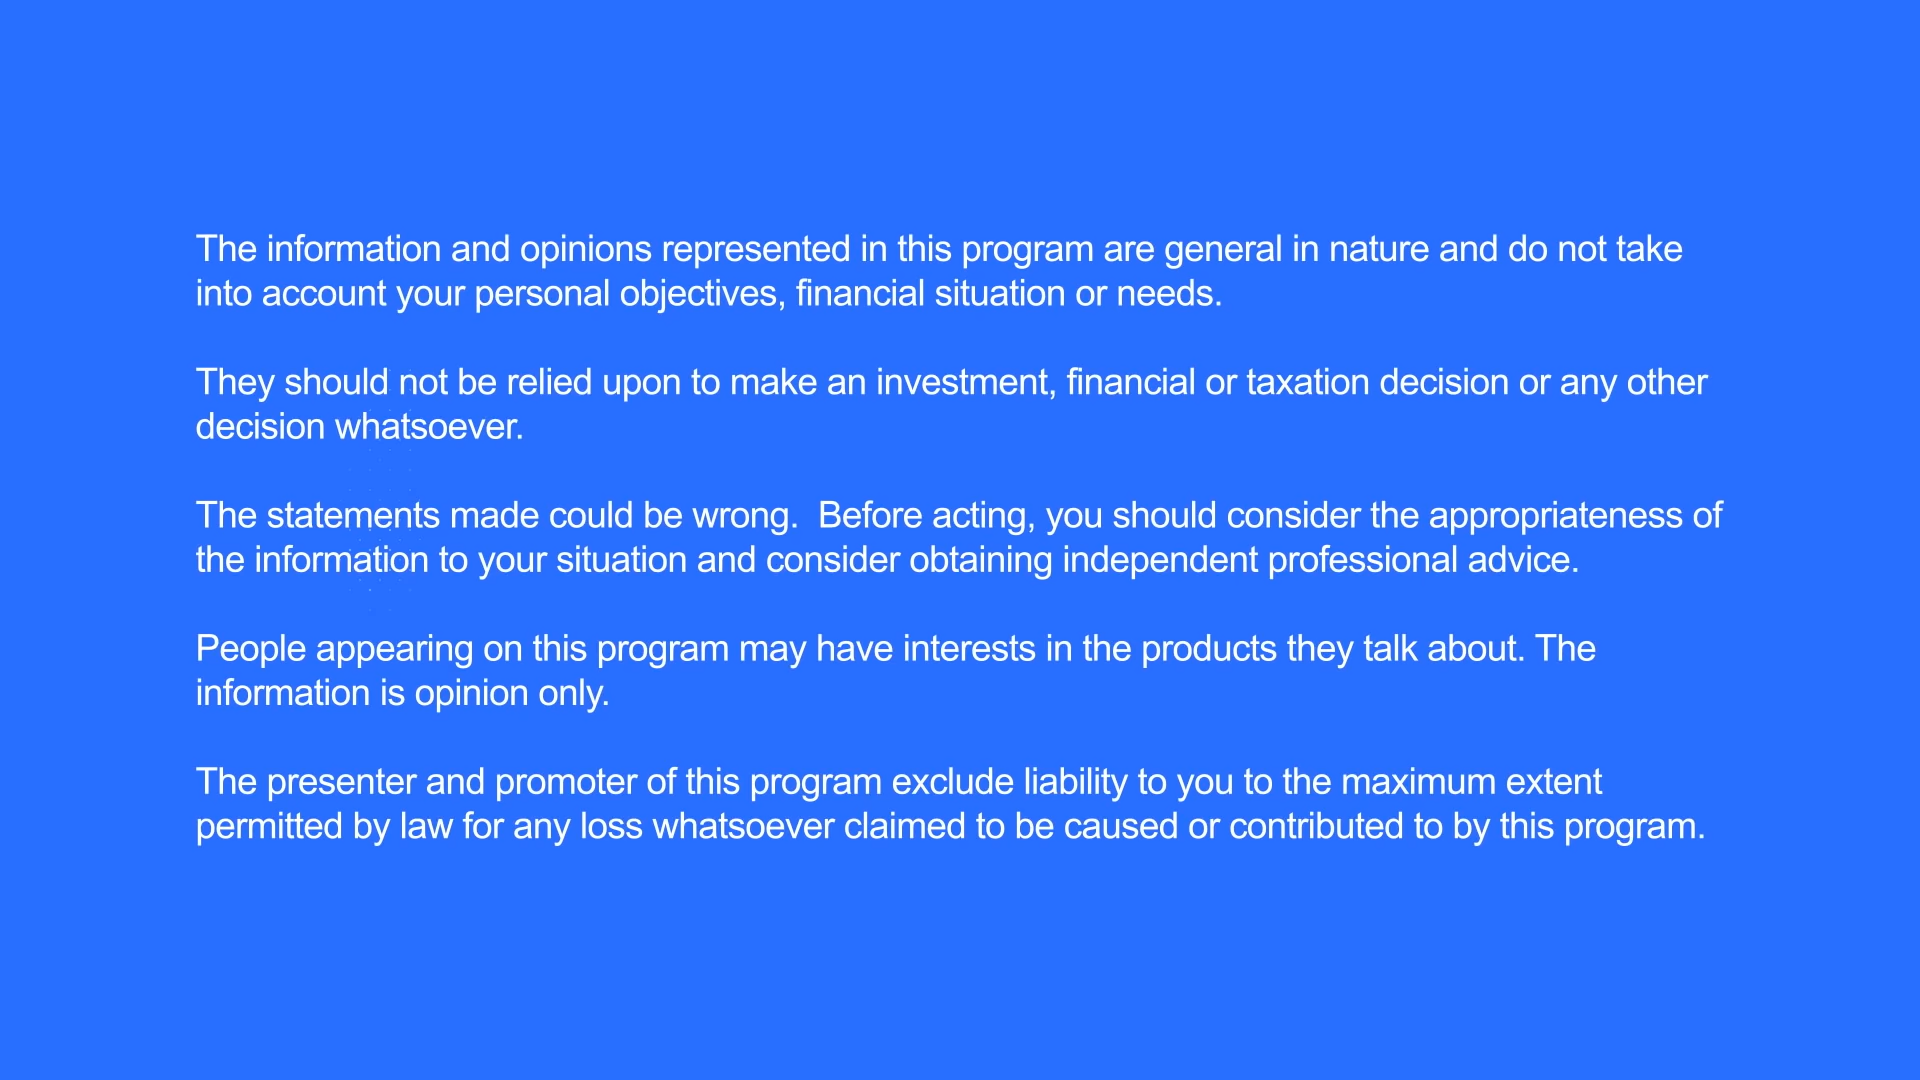 The information and opinions represented in this program are general in nature and do not take
into account your personal objectives, financial situation or needs.
They should not be relied upon to make an investment, financial or taxation decision or any other
decision whatsoever.
The statements made could be wrong.  Before acting, you should consider the appropriateness of
the information to your situation and consider obtaining independent professional advice.
People appearing on this program may have interests in the products they talk about. The
information is opinion only.
The presenter and promoter of this program exclude liability to you to the maximum extent
permitted by law for any loss whatsoever claimed to be caused or contributed to by this program.